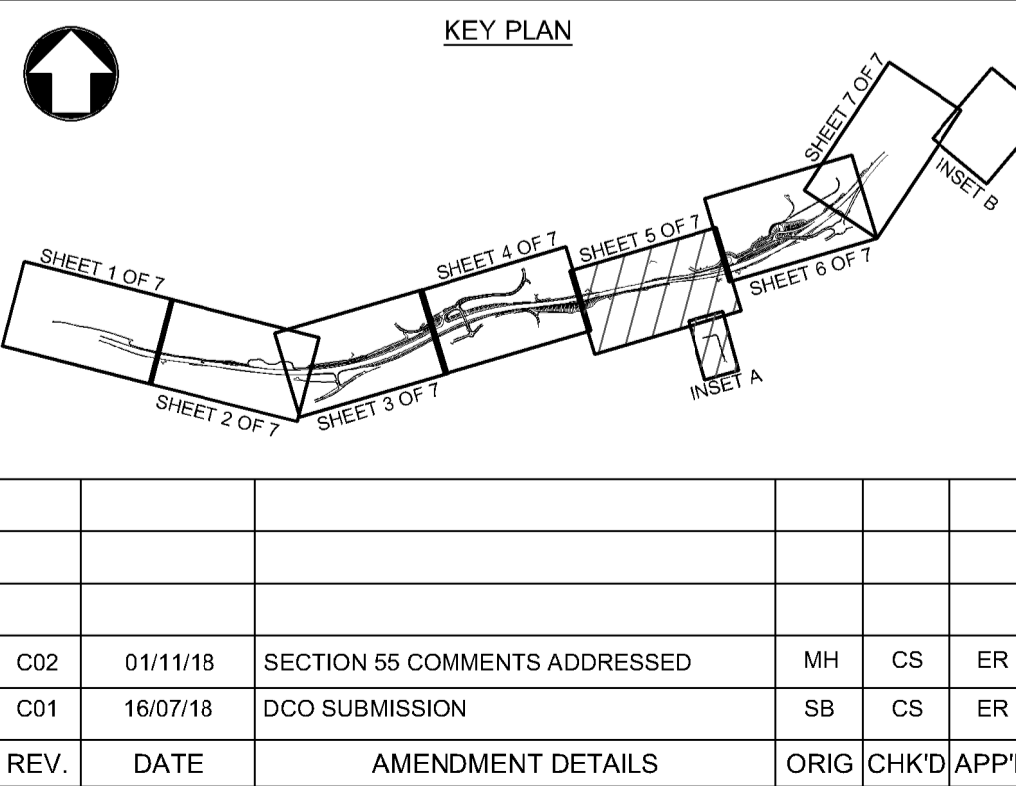 KEY PLAN
SHEET 1 OF 7
SHEET 2 OF 7
SHEET 3 OF 7
SHEET 4 OF 7
SHEET 5 OF 7
SHEET 6 OF 7
SHEET 7 OF 7
INSET A
INSET B
C02 01/11/18 SECTION 55 COMMENTS ADDRESSED MH CS ER
C01 16/07/18 DCO SUBMISSION SB CS ER
REV. DATE AMENDMENT DETAILS ORIG CHK'D APP'